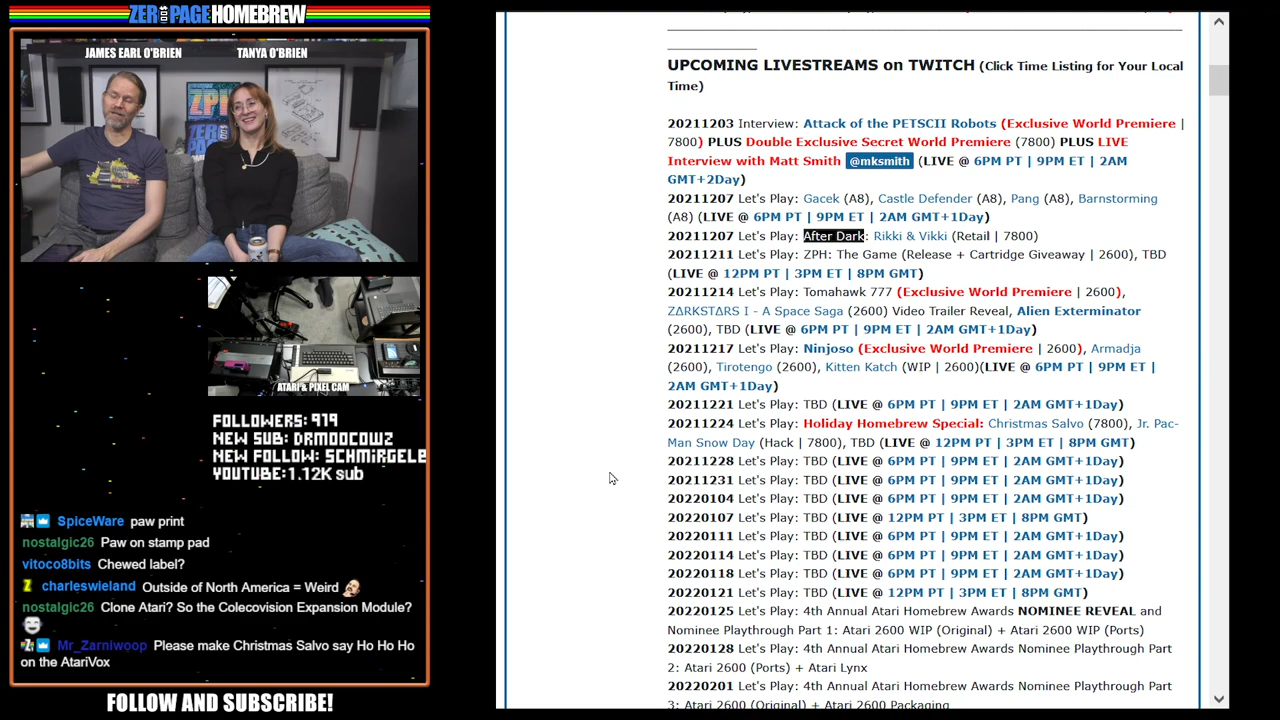 ZEROPAGE HOMEBREW
JAMES EARL O'BRIEN
TANYA O'BRIEN
ATARI & PIXEL CAM
FOLLOWERS: 919
NEW SUB: DRMOOCOWZ
NEW FOLLOW: SCHMIRGELB
YOUTUBE: 1.12K sub
SpiceWare paw print
nostalgic26 Paw on stamp pad
vitoco8bits Chewed label?
charleswieland Outside of North America = Weird
nostalgic26 Clone Atari? So the Colecovision Expansion Module?
Mr_Zarniwoop Please make Christmas Salvo say Ho Ho Ho
on the AtariVox
FOLLOW AND SUBSCRIBE!
UPCOMING LIVESTREAMS on TWITCH (Click Time Listing for Your Local
Time)
20211203 Interview: Attack of the PETSCII Robots (Exclusive World Premiere |
7800) PLUS Double Exclusive Secret World Premiere (7800) PLUS LIVE
Interview with Matt Smith @mksmith (LIVE @ 6PM PT | 9PM ET | 2AM
GMT+2Day)
20211207 Let's Play: Gacek (A8), Castle Defender (A8), Pang (A8), Barnstorming
(A8) (LIVE @ 6PM PT | 9PM ET | 2AM GMT+1Day)
20211207 Let's Play: After Dark: Rikki & Vikki (Retail | 7800)
20211211 Let's Play: ZPH: The Game (Release + Cartridge Giveaway | 2600), TBD
(LIVE @ 12PM PT | 3PM ET | 8PM GMT)
20211214 Let's Play: Tomahawk 777 (Exclusive World Premiere | 2600),
ZΔRKSTΔRS I - A Space Saga (2600) Video Trailer Reveal, Alien Exterminator
(2600), TBD (LIVE @ 6PM PT | 9PM ET | 2AM GMT+1Day)
20211217 Let's Play: Ninjoso (Exclusive World Premiere | 2600), Armadja
(2600), Tirotengo (2600), Kitten Katch (WIP | 2600)(LIVE @ 6PM PT | 9PM ET |
2AM GMT+1Day)
20211221 Let's Play: TBD (LIVE @ 6PM PT | 9PM ET | 2AM GMT+1Day)
20211224 Let's Play: Holiday Homebrew Special: Christmas Salvo (7800), Jr. Pac-
Man Snow Day (Hack | 7800), TBD (LIVE @ 12PM PT | 3PM ET | 8PM GMT)
20211228 Let's Play: TBD (LIVE @ 6PM PT | 9PM ET | 2AM GMT+1Day)
20211231 Let's Play: TBD (LIVE @ 6PM PT | 9PM ET | 2AM GMT+1Day)
20220104 Let's Play: TBD (LIVE @ 6PM PT | 9PM ET | 2AM GMT+1Day)
20220107 Let's Play: TBD (LIVE @ 12PM PT | 3PM ET | 8PM GMT)
20220111 Let's Play: TBD (LIVE @ 6PM PT | 9PM ET | 2AM GMT+1Day)
20220114 Let's Play: TBD (LIVE @ 6PM PT | 9PM ET | 2AM GMT+1Day)
20220118 Let's Play: TBD (LIVE @ 6PM PT | 9PM ET | 2AM GMT+1Day)
20220121 Let's Play: TBD (LIVE @ 12PM PT | 3PM ET | 8PM GMT)
20220125 Let's Play: 4th Annual Atari Homebrew Awards NOMINEE REVEAL and
Nominee Playthrough Part 1: Atari 2600 WIP (Original) + Atari 2600 WIP (Ports)
20220128 Let's Play: 4th Annual Atari Homebrew Awards Nominee Playthrough Part
2: Atari 2600 (Ports) + Atari Lynx
20220201 Let's Play: 4th Annual Atari Homebrew Awards Nominee Playthrough Part
3: Atari 2600 (Original) + Atari 2600 Packaging